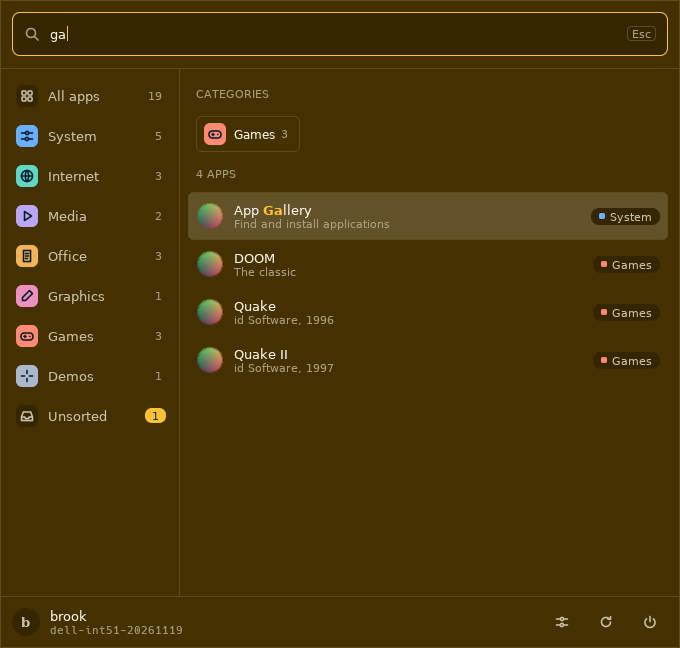 ga
Esc
All apps 19
System 5
Internet 3
Media 2
Office 3
Graphics 1
Games 3
Demos 1
Unsorted 1
CATEGORIES
Games 3
4 APPS
App Gallery
Find and install applications
System
DOOM
The classic
Games
Quake
id Software, 1996
Games
Quake II
id Software, 1997
Games
b
brook
dell-int51-20261119